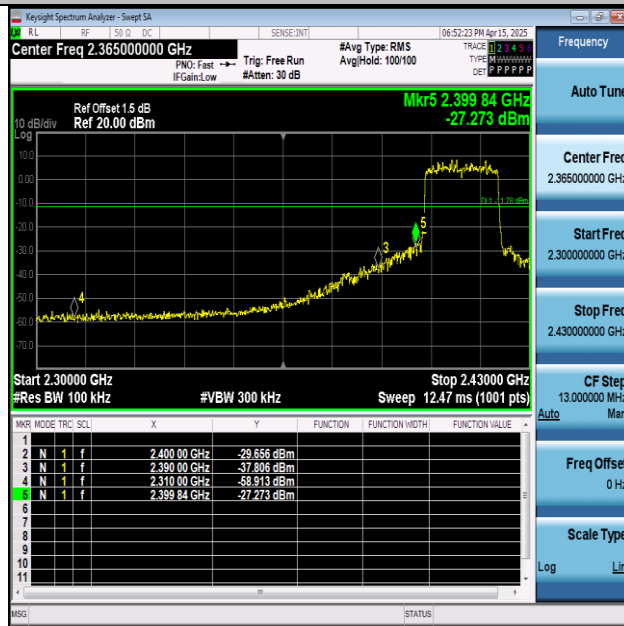 Keysight Spectrum Analyzer - Swept SA
RL RF 50 Ω DC SENSE:INT 06:52:23 PM Apr 15, 2025
Center Freq 2.365000000 GHz #Avg Type: RMS TRACE 1 2 3 4 5 6
PNO: Fast Trig: Free Run Avg|Hold: 100/100 TYPE M
IFGain:Low #Atten: 30 dB DET P P P P P P
Mkr5 2.399 84 GHz
-27.273 dBm
Ref Offset 1.5 dB
10 dB/div Ref 20.00 dBm
Log
10.0
0.00
-10.0
-20.0
-30.0
-40.0
-50.0
-60.0
-70.0
5
3
4
Start 2.30000 GHz Stop 2.43000 GHz
#Res BW 100 kHz #VBW 300 kHz Sweep 12.47 ms (1001 pts)
MKR MODE TRC SCL X Y FUNCTION FUNCTION WIDTH FUNCTION VALUE
1
2 N 1 f 2.400 00 GHz -29.656 dBm
3 N 1 f 2.390 00 GHz -37.806 dBm
4 N 1 f 2.310 00 GHz -58.913 dBm
5 N 1 f 2.399 84 GHz -27.273 dBm
6
7
8
9
10
11
MSG STATUS
Frequency
Auto Tune
Center Freq
2.365000000 GHz
Start Freq
2.300000000 GHz
Stop Freq
2.430000000 GHz
CF Step
13.000000 MHz
Auto Man
Freq Offset
0 Hz
Scale Type
Log Lin